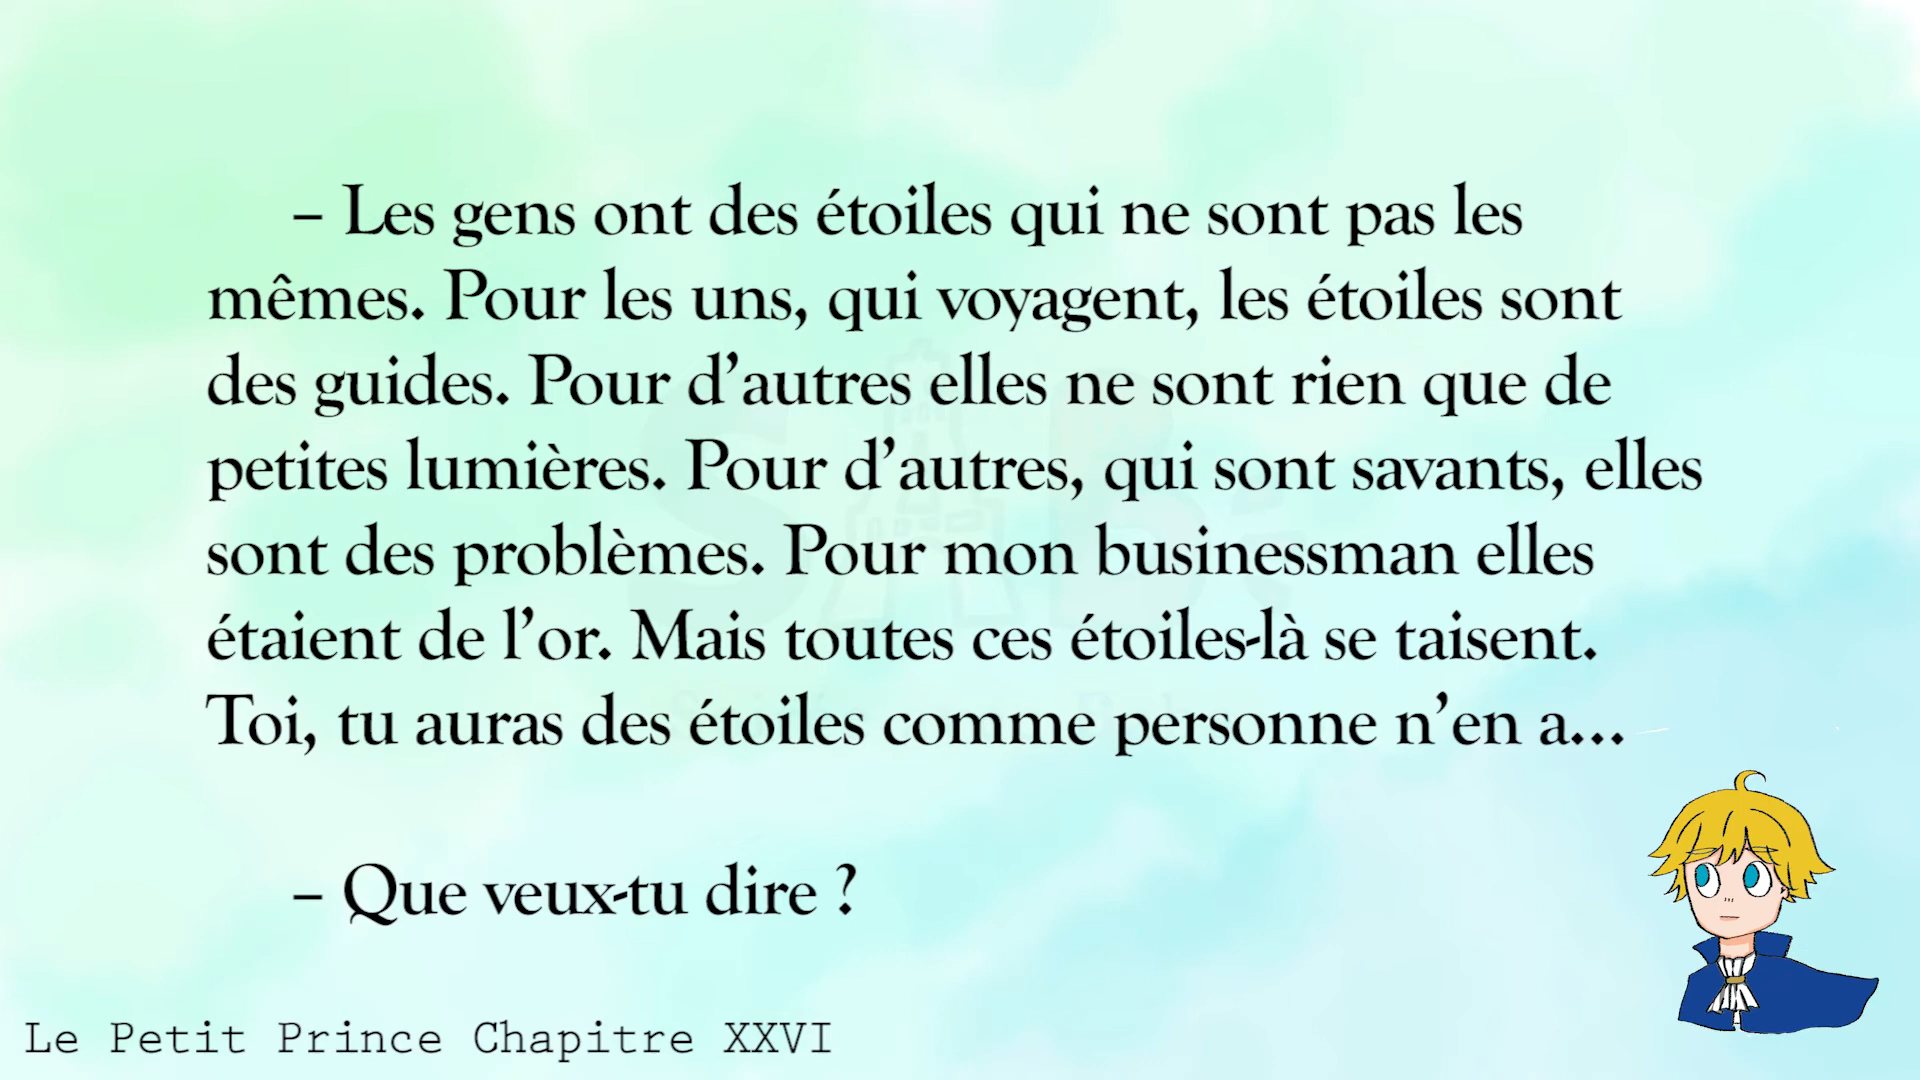 – Les gens ont des étoiles qui ne sont pas les
mêmes. Pour les uns, qui voyagent, les étoiles sont
des guides. Pour d’autres elles ne sont rien que de
petites lumières. Pour d’autres, qui sont savants, elles
sont des problèmes. Pour mon businessman elles
étaient de l’or. Mais toutes ces étoiles-là se taisent.
Toi, tu auras des étoiles comme personne n’en a...
– Que veux-tu dire ?
Le Petit Prince Chapitre XXVI